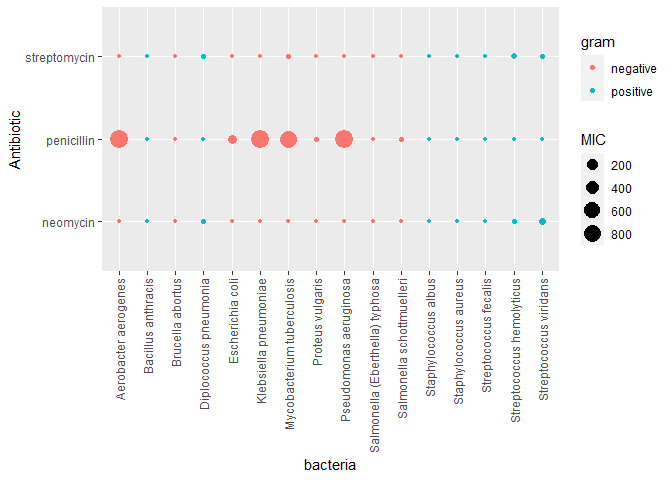 streptomycin
penicillin
neomycin
Antibiotic
Aerobacter aerogenes
Bacillus anthracis
Brucella abortus
Diplococcus pneumonia
Escherichia coli
Klebsiella pneumoniae
Mycobacterium tuberculosis
Proteus vulgaris
Pseudomonas aeruginosa
Salmonella (Eberthella) typhosa
Salmonella schottmuelleri
Staphylococcus albus
Staphylococcus aureus
Streptococcus fecalis
Streptococcus hemolyticus
Streptococcus viridans
bacteria
gram
negative
positive
MIC
200
400
600
800